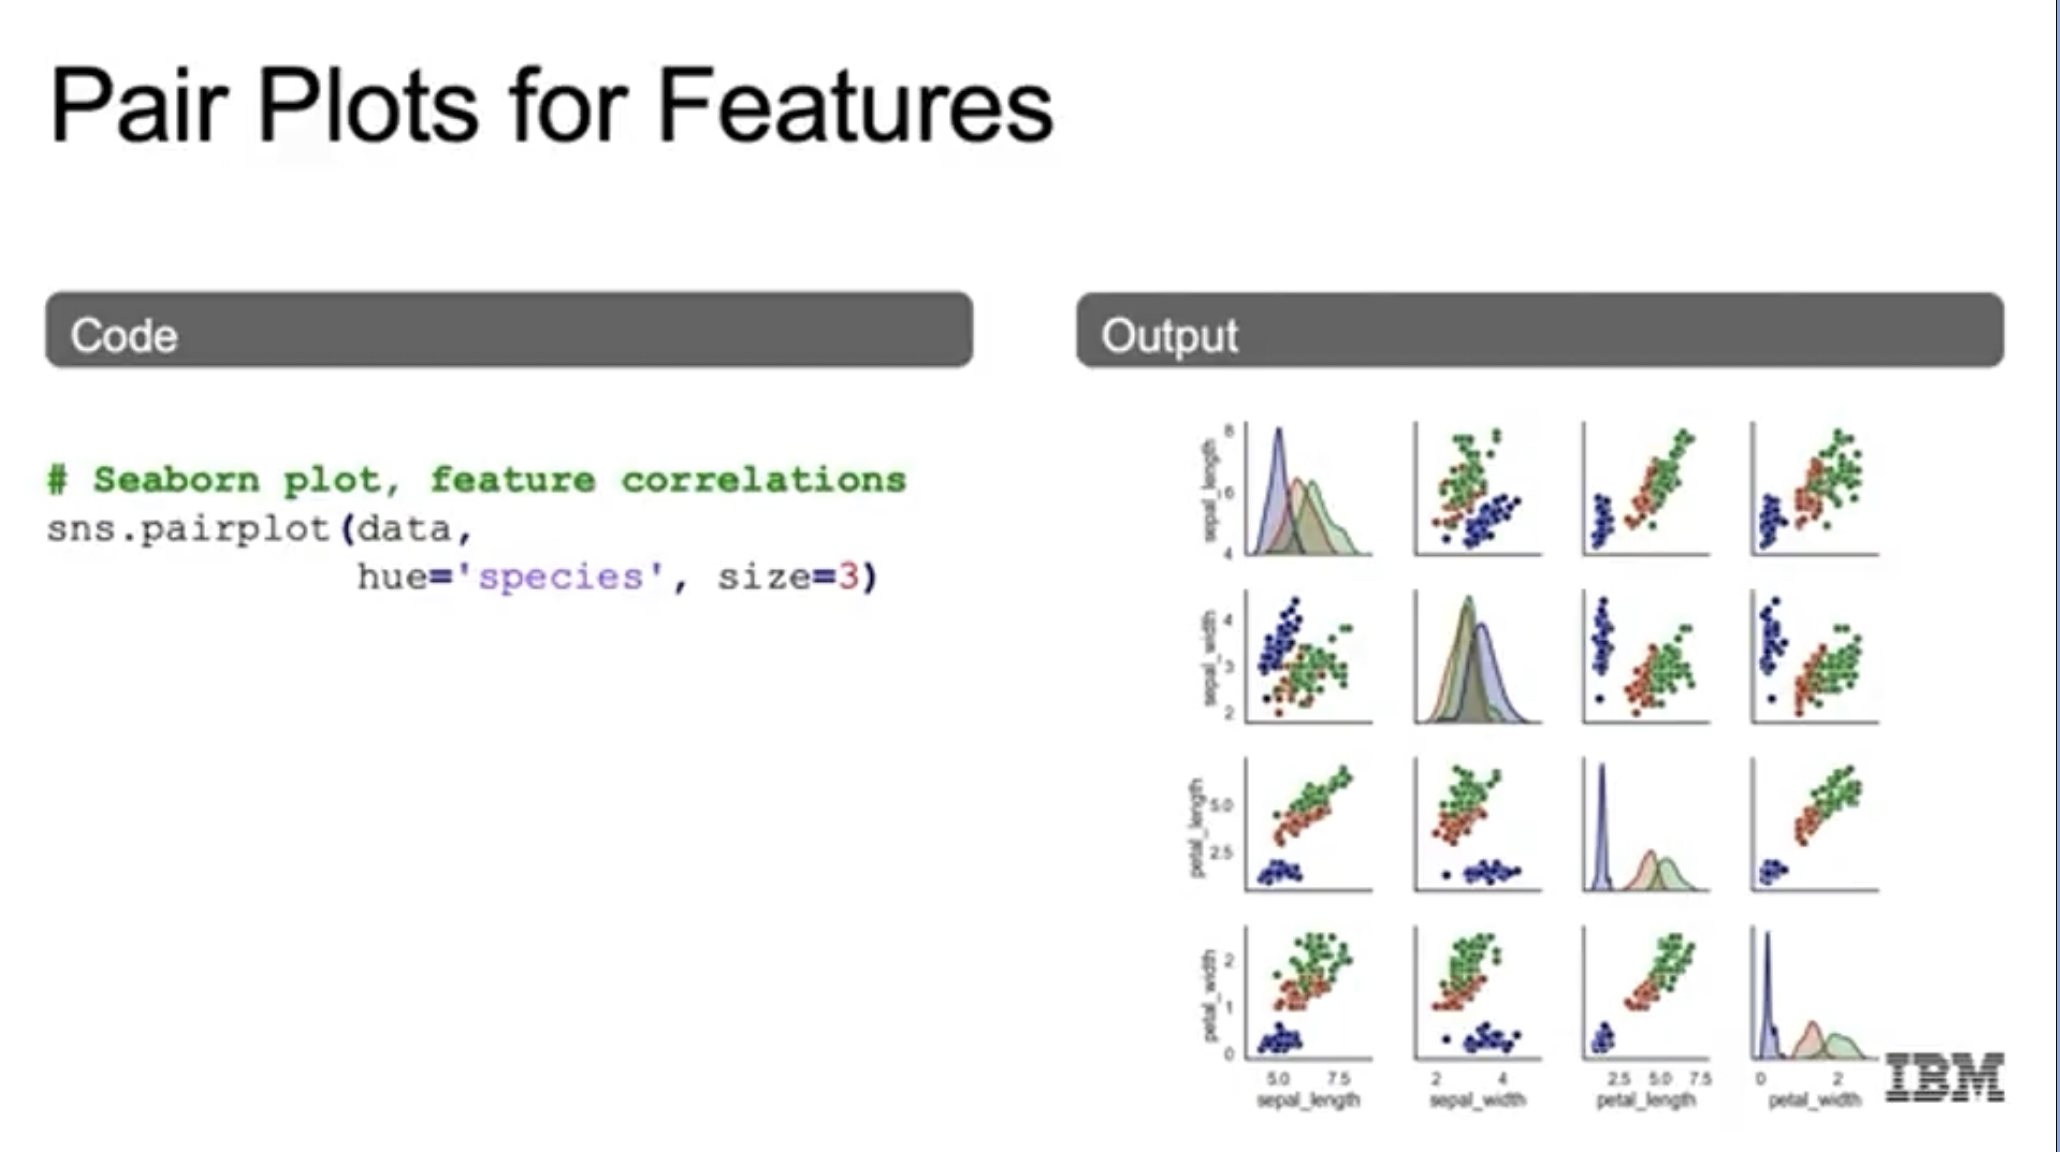 Pair Plots for Features
Code
Output
# Seaborn plot, feature correlations
sns.pairplot(data,
hue='species', size=3)
8
6
4
sepal_length
4
3
2
sepal_width
5.0
2.5
petal_length
2
1
0
petal_width
5.0 7.5
sepal_length
2 4
sepal_width
2.5 5.0 7.5
petal_length
0 2
petal_width
IBM